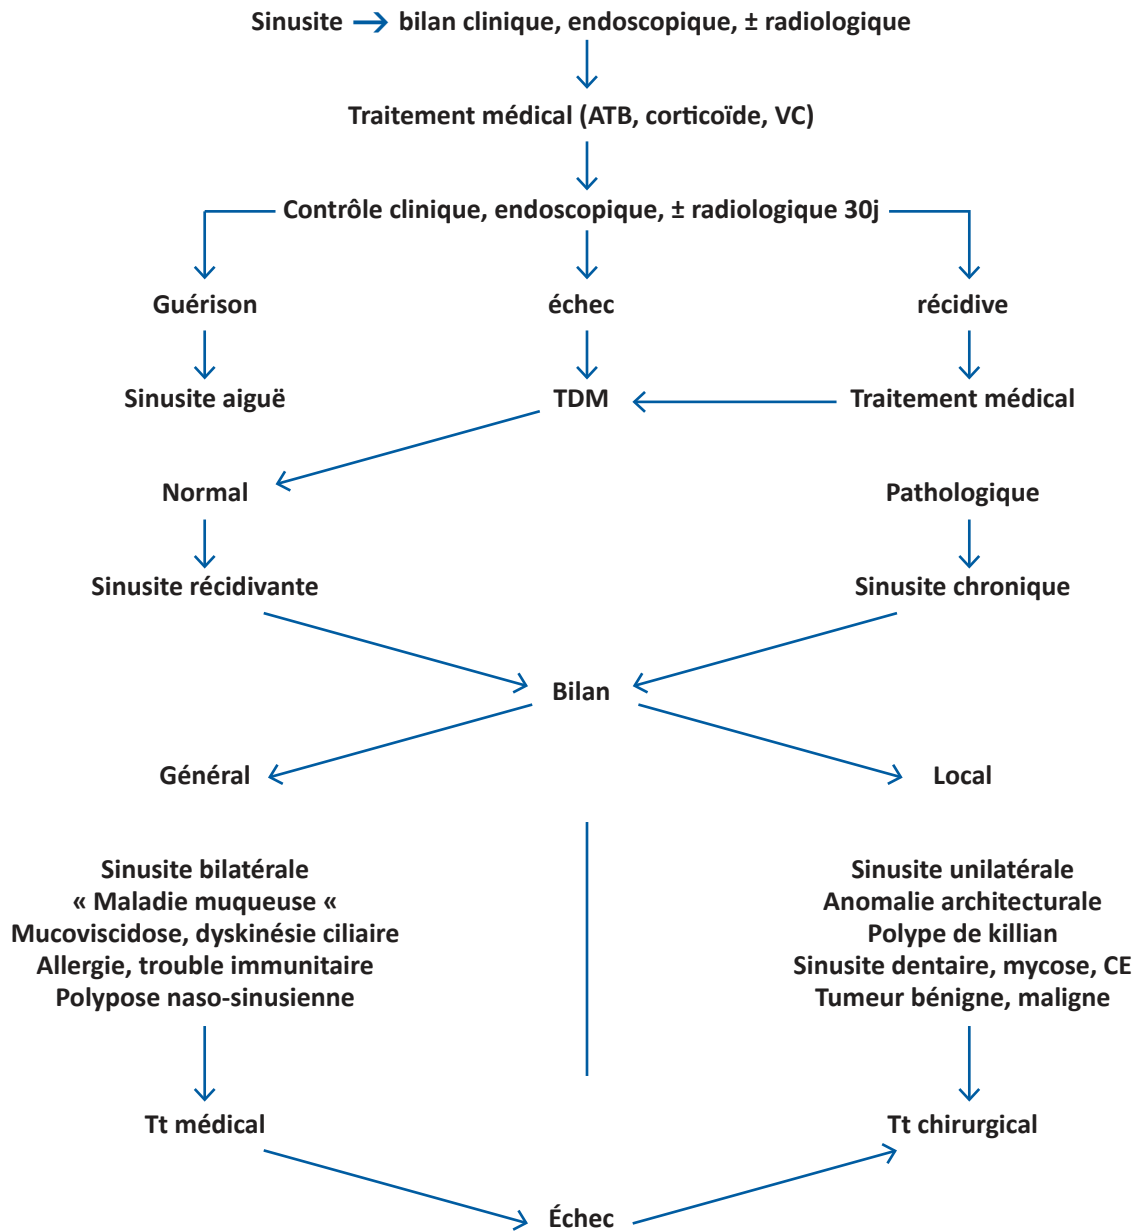 Sinusite → bilan clinique, endoscopique, ± radiologique
Traitement médical (ATB, corticoïde, VC)
Contrôle clinique, endoscopique, ± radiologique 30j
Guérison
échec
récidive
Sinusite aiguë
TDM
Traitement médical
Normal
Pathologique
Sinusite récidivante
Sinusite chronique
Bilan
Général
Local
Sinusite bilatérale
« Maladie muqueuse «
Mucoviscidose, dyskinésie ciliaire
Allergie, trouble immunitaire
Polypose naso-sinusienne
Sinusite unilatérale
Anomalie architecturale
Polype de killian
Sinusite dentaire, mycose, CE
Tumeur bénigne, maligne
Tt médical
Tt chirurgical
Échec